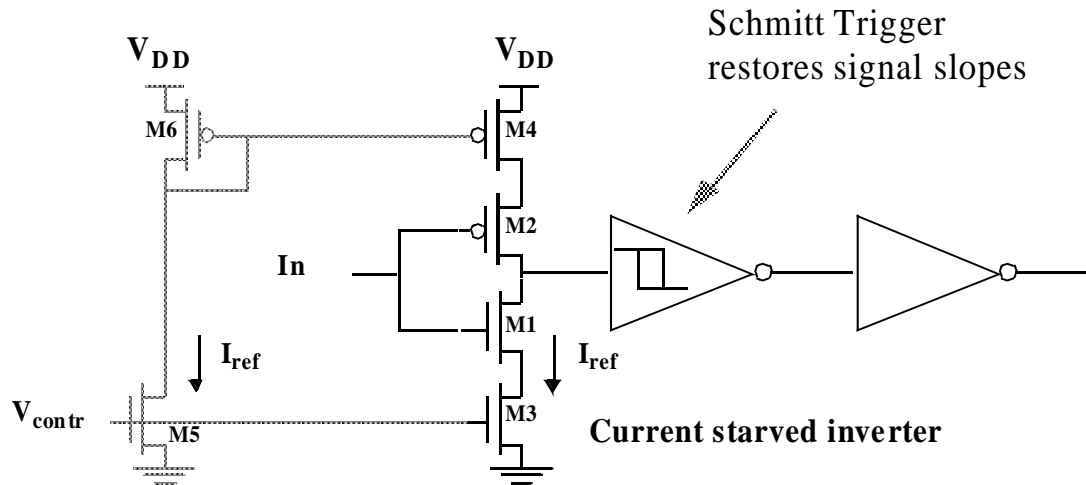 Schmitt Trigger
restores signal slopes
VDD
VDD
M6
M4
M2
In
M1
Iref
Iref
Vcontr
M5
M3
Current starved inverter